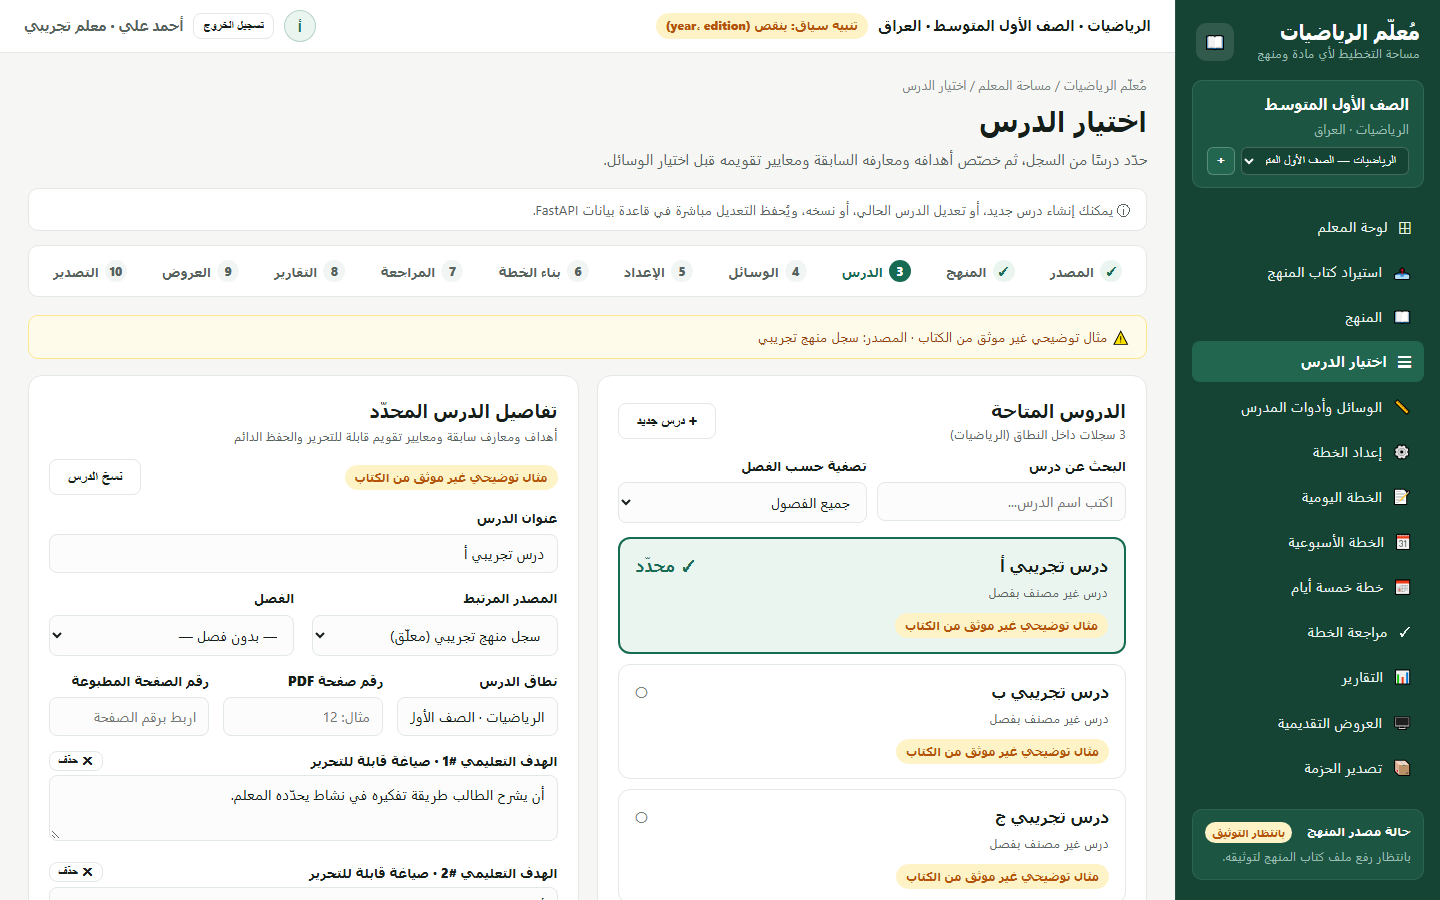 مُعلّم الرياضيات
مساحة التخطيط لأي مادة ومنهج
الصف الأول المتوسط
الرياضيات · العراق
الرياضيات — الصف الأول المتو
+
لوحة المعلم
استيراد كتاب المنهج
المنهج
اختيار الدرس
الوسائل وأدوات المدرس
إعداد الخطة
الخطة اليومية
الخطة الأسبوعية
خطة خمسة أيام
مراجعة الخطة
التقارير
العروض التقديمية
تصدير الحزمة
حالة مصدر المنهج
بانتظار التوثيق
بانتظار رفع ملف كتاب المنهج لتوثيقه.
الرياضيات • الصف الأول المتوسط • العراق
تنبيه سياق: ينقص (year، edition)
أ
تسجيل الخروج
أحمد علي • معلم تجريبي
مُعلّم الرياضيات / مساحة المعلم / اختيار الدرس
اختيار الدرس
حدّد درسًا من السجل، ثم خصّص أهدافه ومعارفه السابقة ومعايير تقويمه قبل اختيار الوسائل.
ⓘ يمكنك إنشاء درس جديد، أو تعديل الدرس الحالي، أو نسخه، ويُحفظ التعديل مباشرة في قاعدة بيانات FastAPI.
✓ المصدر
✓ المنهج
3 الدرس
4 الوسائل
5 الإعداد
6 بناء الخطة
7 المراجعة
8 التقارير
9 العروض
10 التصدير
⚠ مثال توضيحي غير موثق من الكتاب · المصدر: سجل منهج تجريبي
الدروس المتاحة
3 سجلات داخل النطاق (الرياضيات)
+ درس جديد
البحث عن درس
اكتب اسم الدرس...
تصفية حسب الفصل
جميع الفصول
درس تجريبي أ
✓ محدّد
درس غير مصنف بفصل
مثال توضيحي غير موثق من الكتاب
درس تجريبي ب
درس غير مصنف بفصل
مثال توضيحي غير موثق من الكتاب
درس تجريبي ج
درس غير مصنف بفصل
مثال توضيحي غير موثق من الكتاب
تفاصيل الدرس المحدّد
أهداف ومعارف سابقة ومعايير تقويم قابلة للتحرير والحفظ الدائم
مثال توضيحي غير موثق من الكتاب
نسخ الدرس
عنوان الدرس
درس تجريبي أ
المصدر المرتبط
سجل منهج تجريبي (معلّق)
الفصل
— بدون فصل —
نطاق الدرس
الرياضيات · الصف الأول
رقم صفحة PDF
مثال: 12
رقم الصفحة المطبوعة
اربط برقم الصفحة
الهدف التعليمي #1 • صياغة قابلة للتحرير
✕ حذف
أن يشرح الطالب طريقة تفكيره في نشاط يحدّده المعلم.
الهدف التعليمي #2 • صياغة قابلة للتحرير
✕ حذف